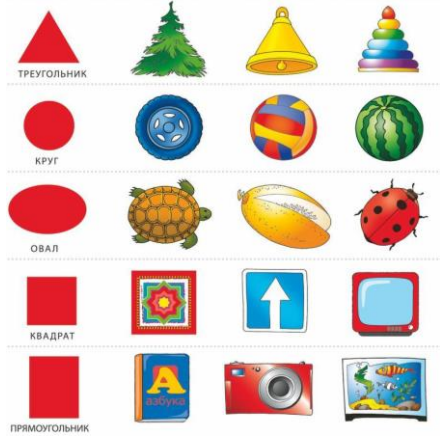 ТРЕУГОЛЬНИК
КРУГ
ОВАЛ
КВАДРАТ
ПРЯМОУГОЛЬНИК
А
азбука